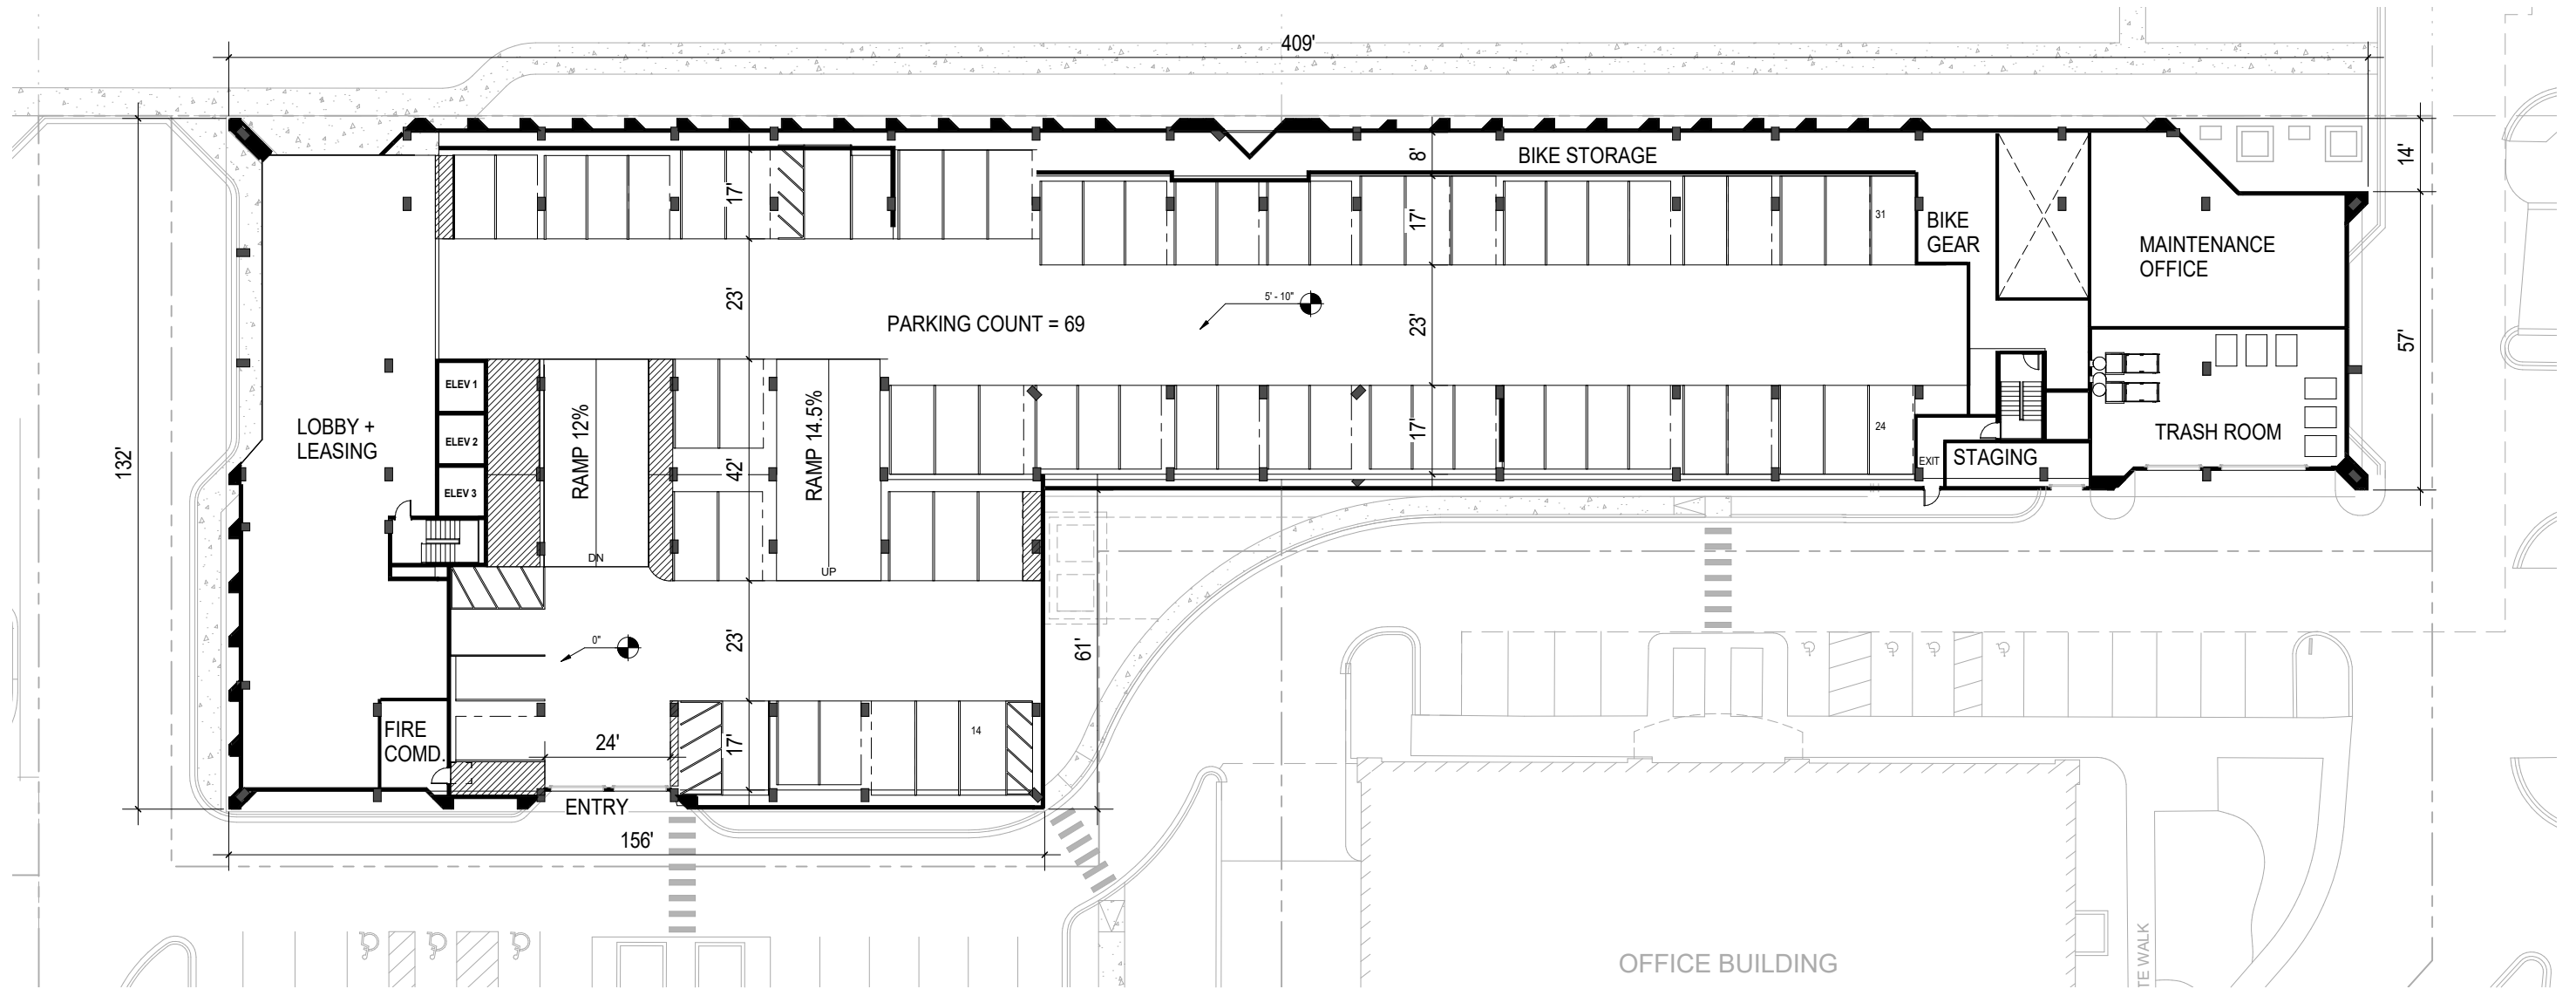 409'
8'
BIKE STORAGE
14'
17'
17'
31
BIKE
GEAR
MAINTENANCE
OFFICE
23'
5' - 10"
PARKING COUNT = 69
23'
57'
ELEV 1
RAMP 12%
RAMP 14.5%
LOBBY +
LEASING
ELEV 2
132'
42'
17'
24
TRASH ROOM
EXIT
STAGING
ELEV 3
DN
UP
0"
23'
61'
FIRE
COMD.
24'
17'
14
ENTRY
156'
OFFICE BUILDING
TE WALK